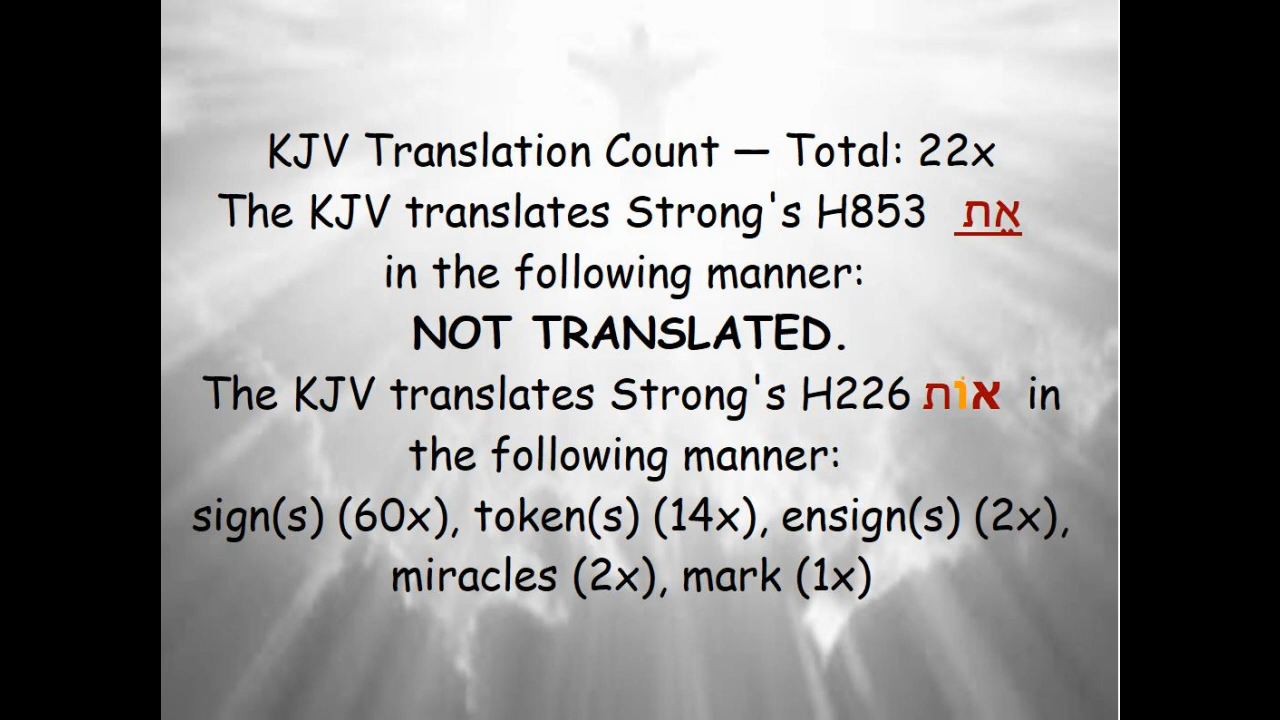 KJV Translation Count — Total: 22x
The KJV translates Strong's H853 אֵת
in the following manner:
NOT TRANSLATED.
The KJV translates Strong's H226 אוֹת in
the following manner:
sign(s) (60x), token(s) (14x), ensign(s) (2x),
miracles (2x), mark (1x)